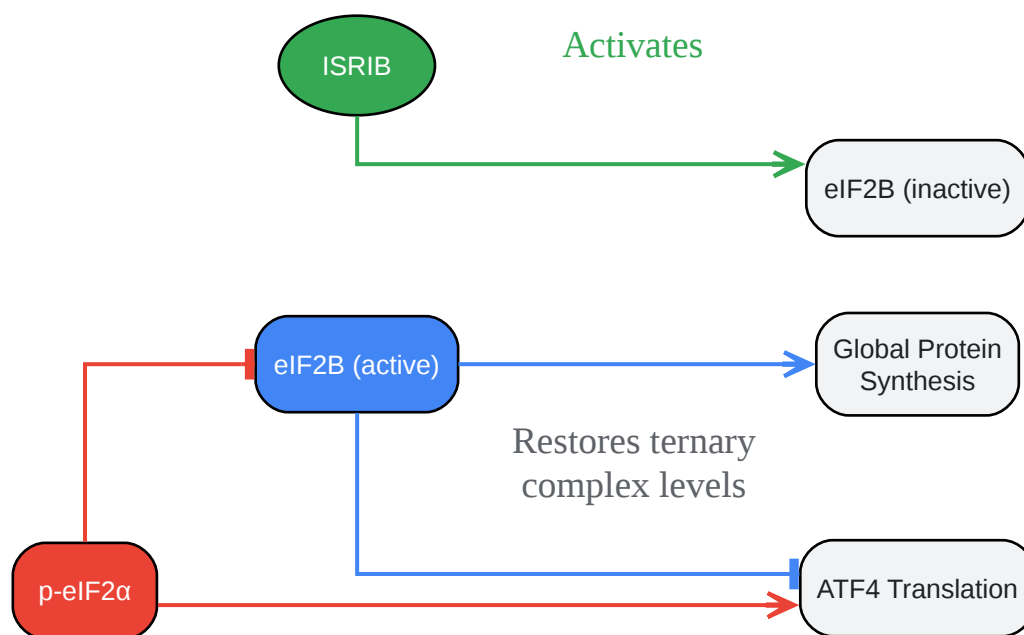 ISRIB
Activates
eIF2B (inactive)
eIF2B (active)
Global Protein
Synthesis
Restores ternary
complex levels
p-eIF2α
ATF4 Translation